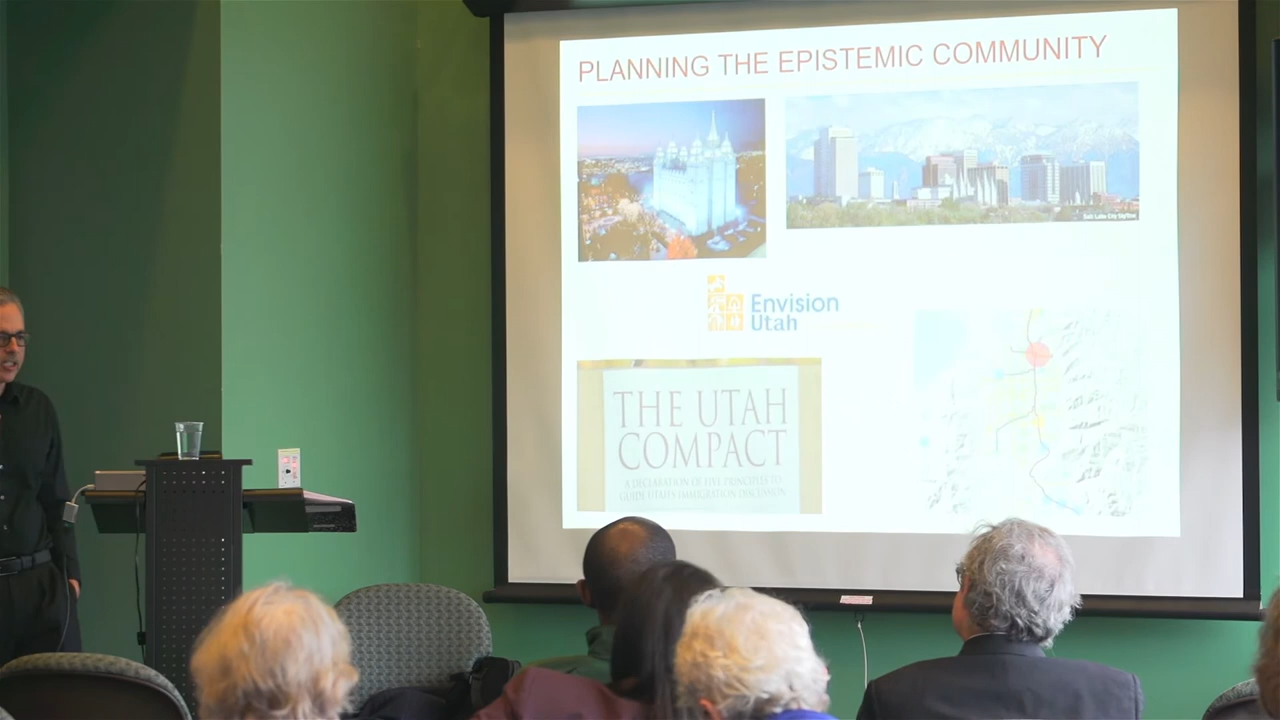 PLANNING THE EPISTEMIC COMMUNITY
Salt Lake City Skyline
Envision
Utah
THE UTAH
COMPACT
A DECLARATION OF FIVE PRINCIPLES TO
GUIDE UTAH'S IMMIGRATION DISCUSSION